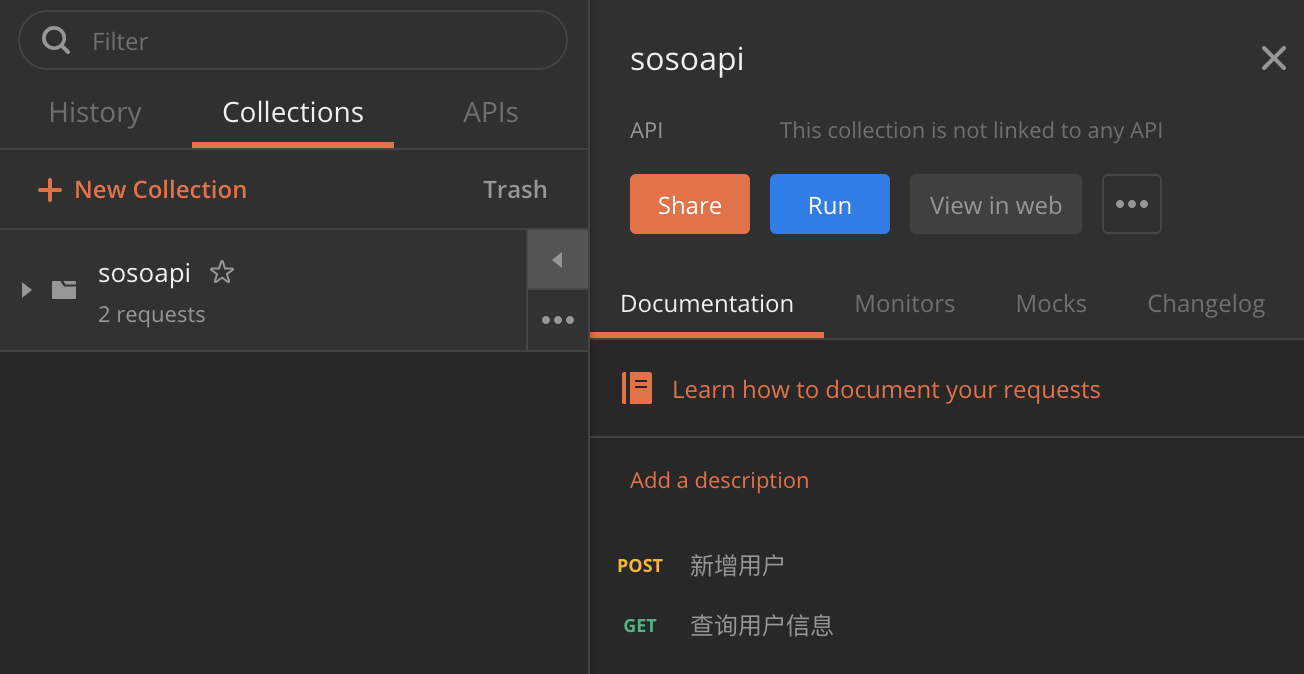 Filter
History Collections APIs
New Collection Trash
sosoapi
2 requests
sosoapi
API This collection is not linked to any API
Share Run View in web
Documentation Monitors Mocks Changelog
Learn how to document your requests
Add a description
POST 新增用户
GET 查询用户信息